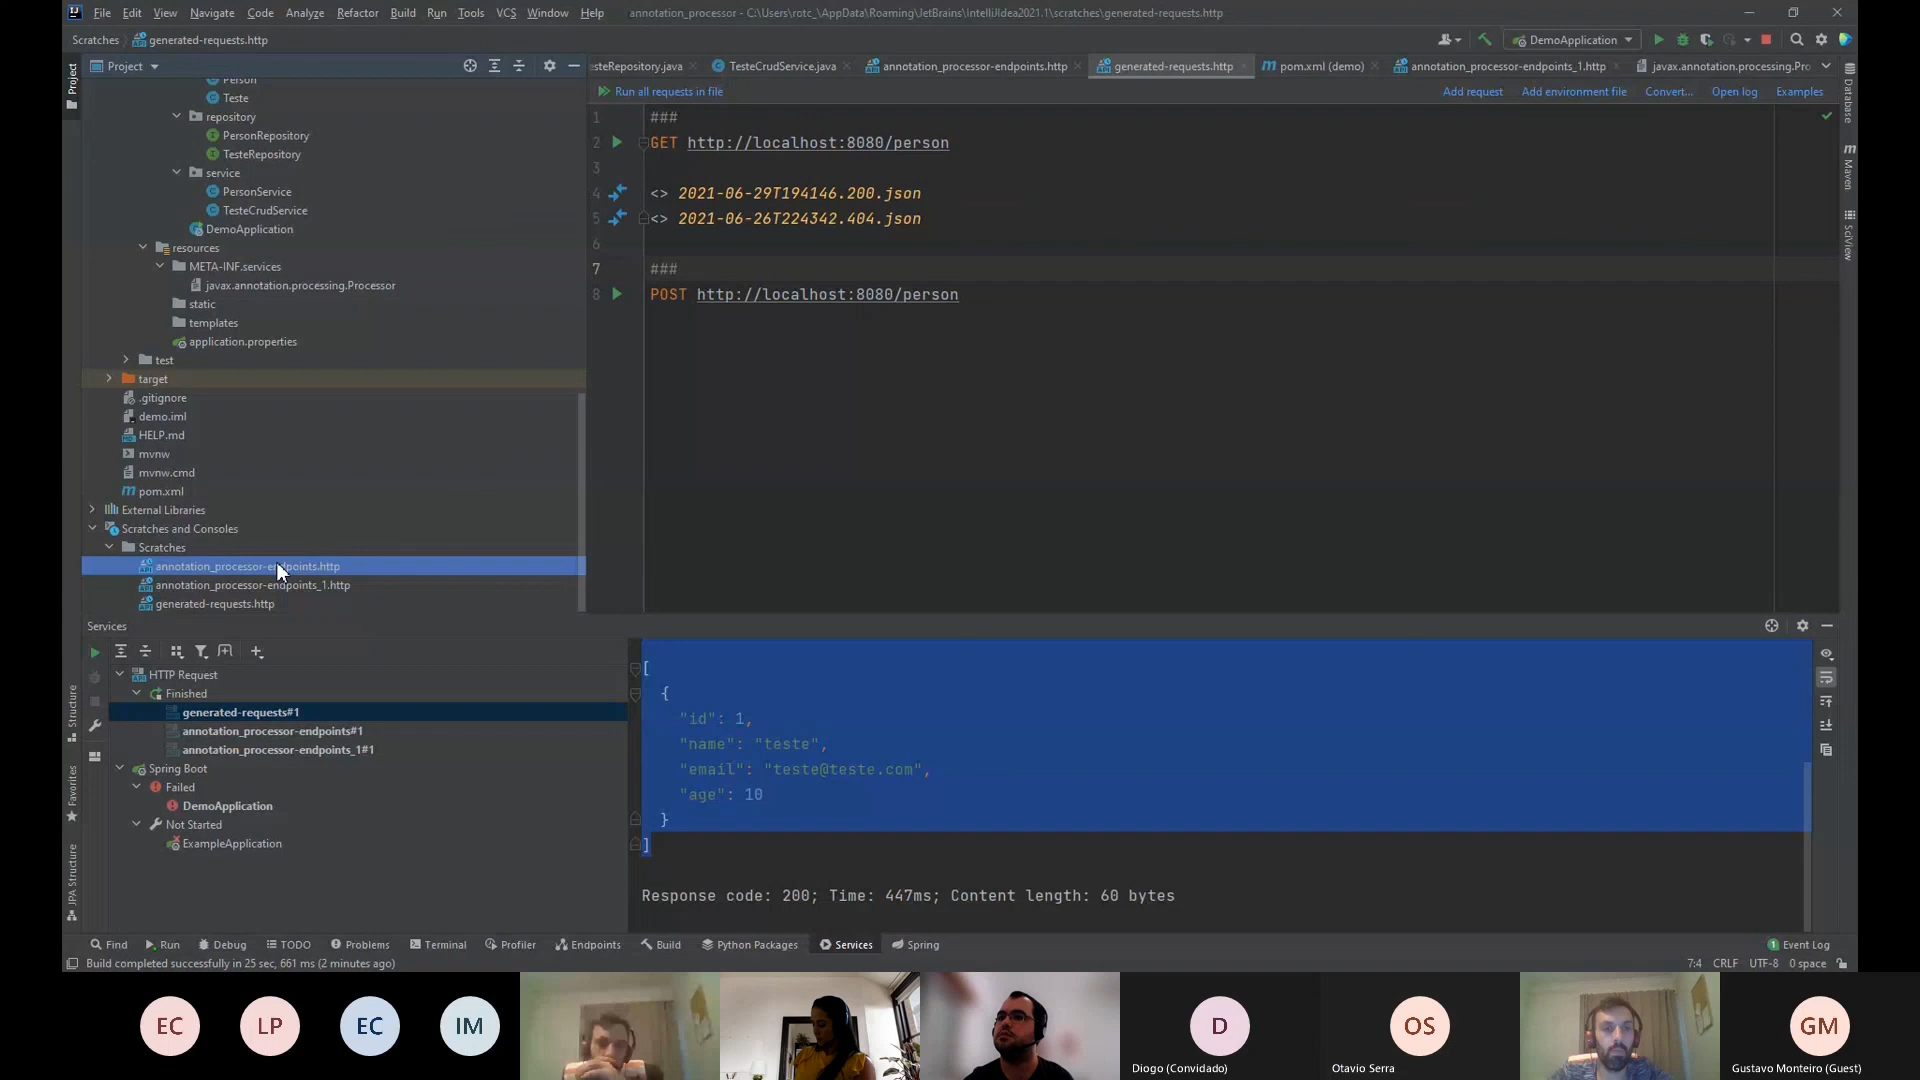 File Edit View Navigate Code Analyze Refactor Build Run Tools VCS Window Help annotation_processor - C:\Users\rotc_\AppData\Roaming\JetBrains\IntelliJIdea2021.1\scratches\generated-requests.http
Scratches generated-requests.http
DemoApplication
Project
Project
esteRepository.java TesteCrudService.java annotation_processor-endpoints.http generated-requests.http pom.xml (demo) annotation_processor-endpoints_1.http javax.annotation.processing.Pro
Run all requests in file Add request Add environment file Convert... Open log Examples
Person
Teste
repository
PersonRepository
TesteRepository
service
PersonService
TesteCrudService
DemoApplication
resources
META-INF.services
javax.annotation.processing.Processor
static
templates
application.properties
test
target
.gitignore
demo.iml
HELP.md
mvnw
mvnw.cmd
pom.xml
External Libraries
Scratches and Consoles
Scratches
annotation_processor-endpoints.http
annotation_processor-endpoints_1.http
generated-requests.http
1 ###
2 GET http://localhost:8080/person
3
4 <> 2021-06-29T194146.200.json
5 <> 2021-06-26T224342.404.json
6
7 ###
8 POST http://localhost:8080/person
Database
Maven
SciView
Services
HTTP Request
Finished
generated-requests#1
annotation_processor-endpoints#1
annotation_processor-endpoints_1#1
Spring Boot
Failed
DemoApplication
Not Started
ExampleApplication
Structure
Favorites
JPA Structure
[
{
"id": 1,
"name": "teste",
"email": "teste@teste.com",
"age": 10
}
]
Response code: 200; Time: 447ms; Content length: 60 bytes
Find Run Debug TODO Problems Terminal Profiler Endpoints Build Python Packages Services Spring 1 Event Log
Build completed successfully in 25 sec, 661 ms (2 minutes ago) 7:4 CRLF UTF-8 0 space
EC LP EC IM D OS GM
Diogo (Convidado) Otavio Serra Gustavo Monteiro (Guest)